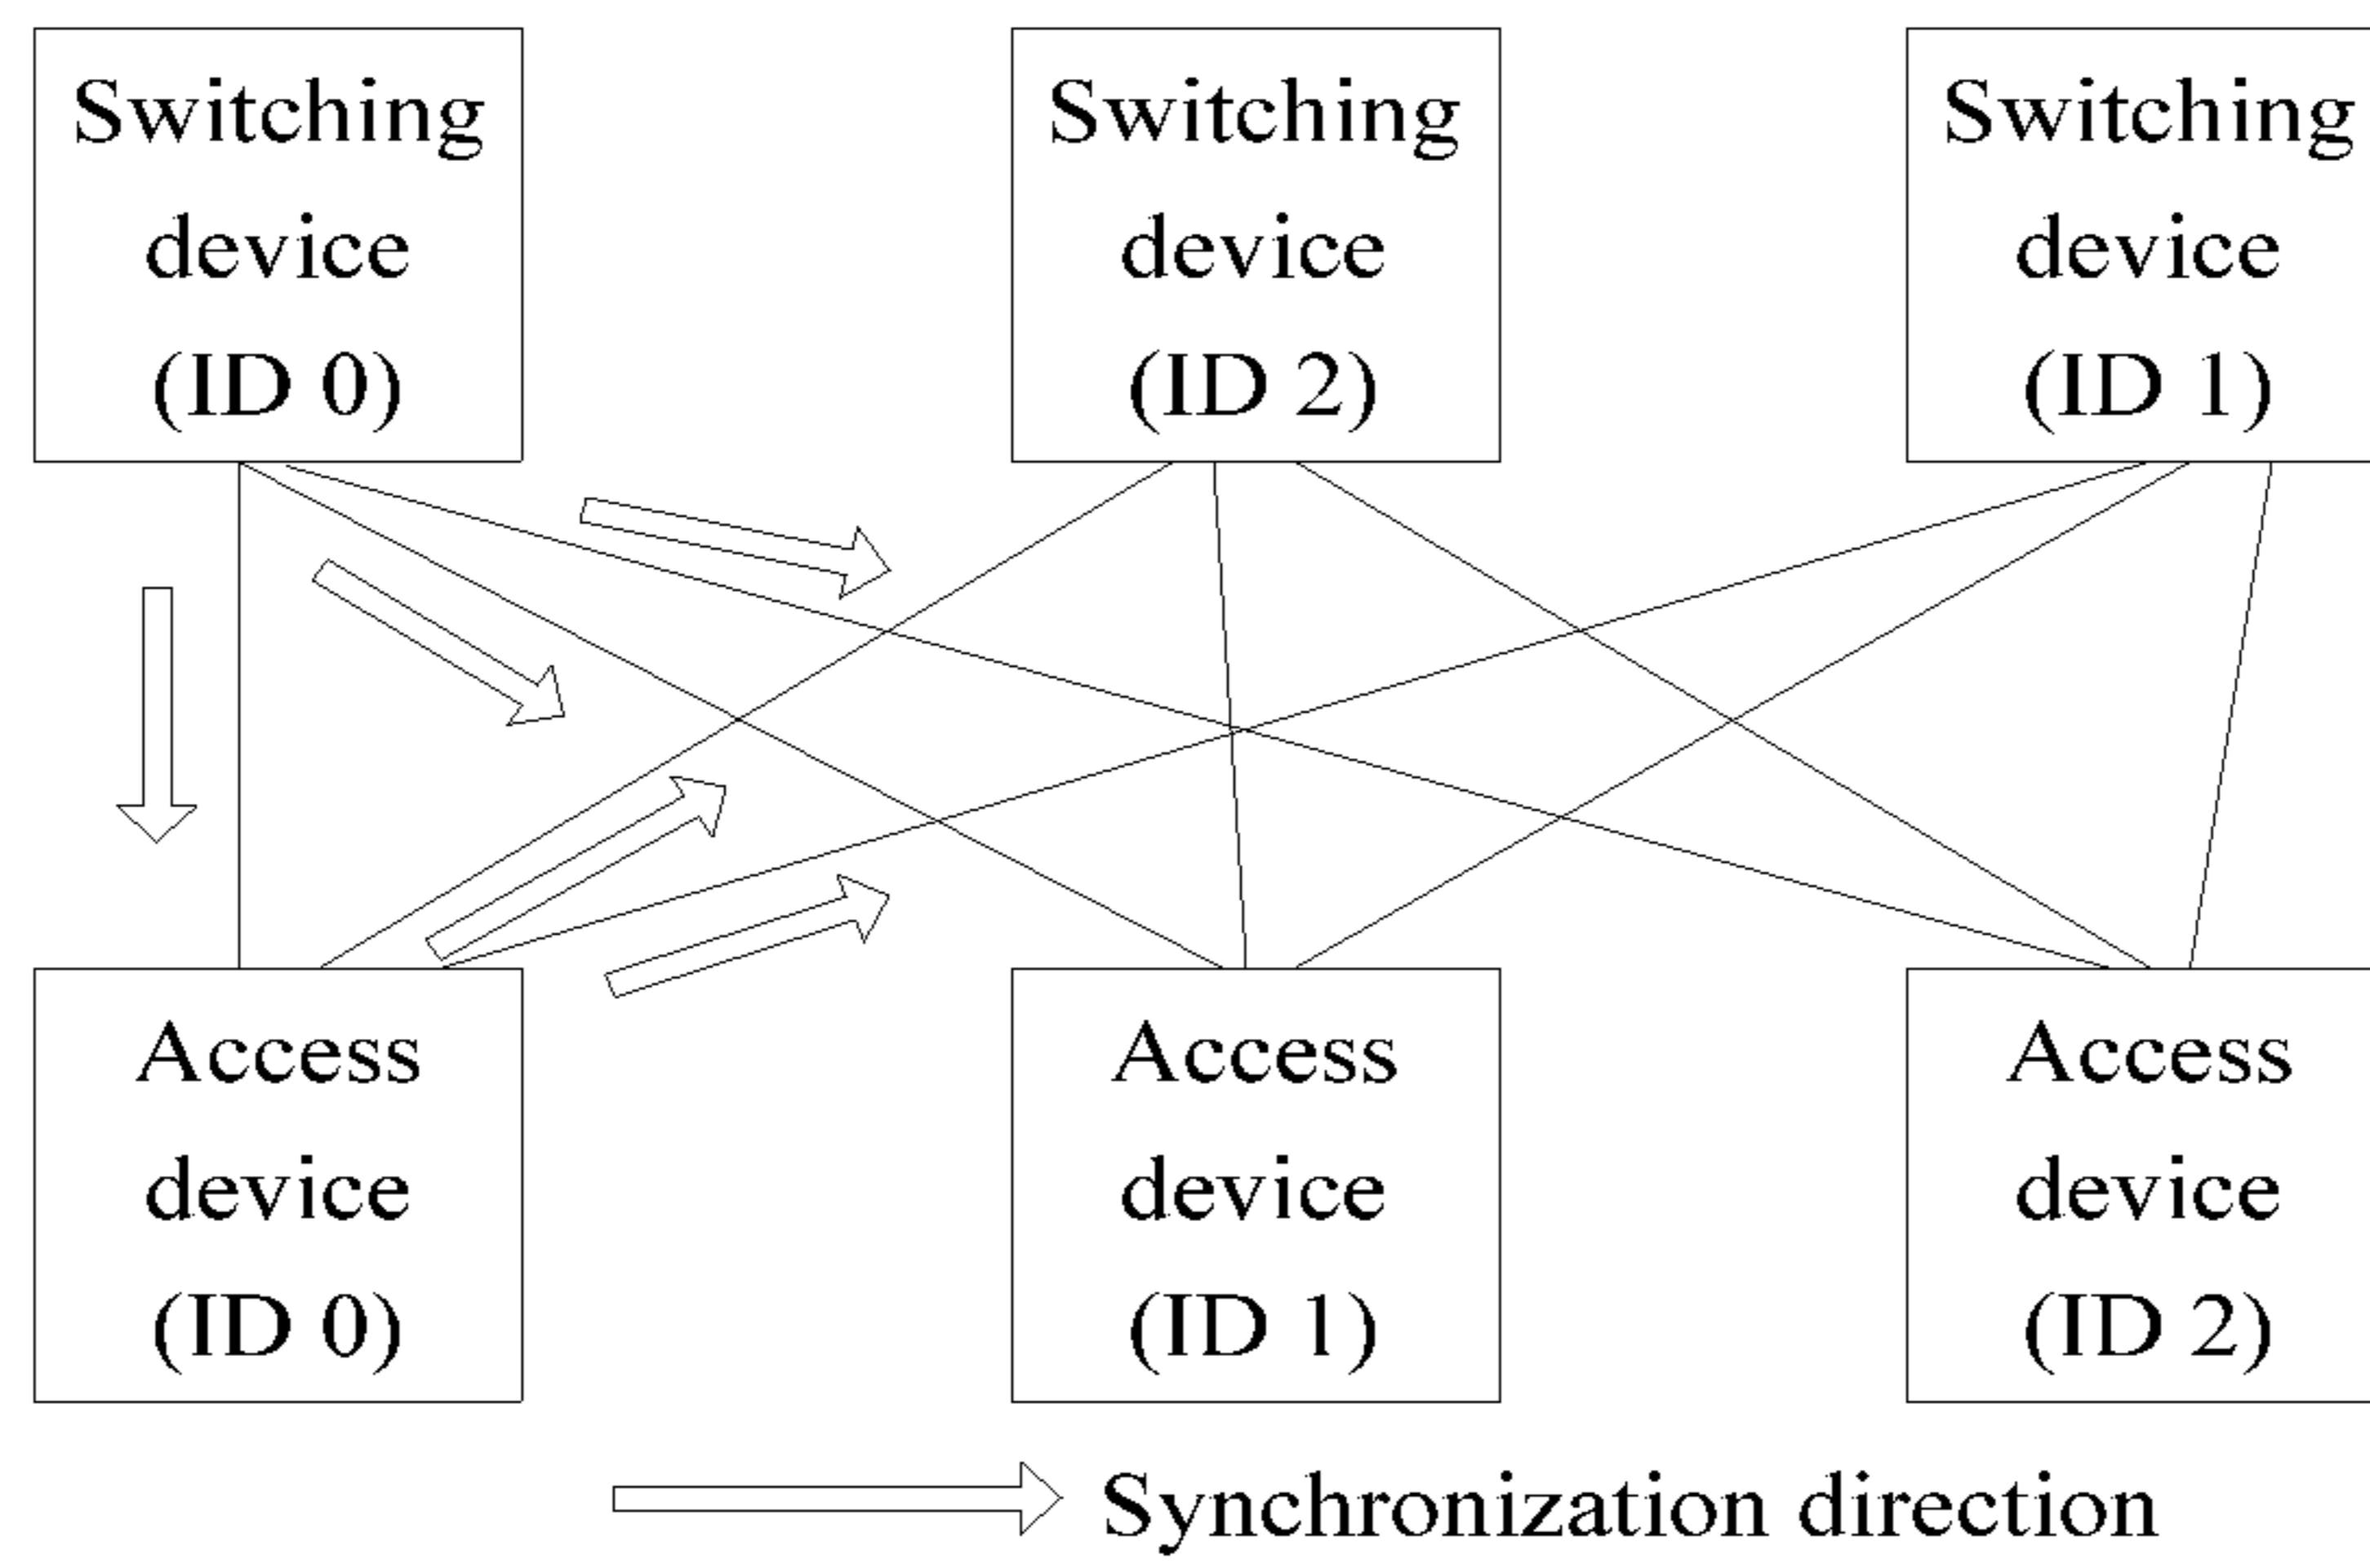 Switching
device
(ID 0)
Switching
device
(ID 2)
Switching
device
(ID 1)
Access
device
(ID 0)
Access
device
(ID 1)
Access
device
(ID 2)
Synchronization direction